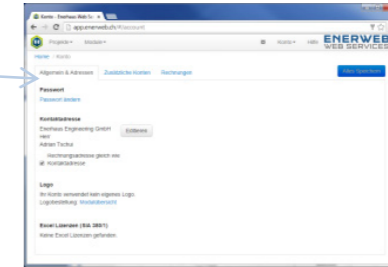 Konto - Enerhaus Web S
app.enerweb.ch/#/account
Projekte Module Konto Hilfe
ENERWEB
WEB SERVICES
Home / Konto
Allgemein & Adressen Zusätzliche Konten Rechnungen Alles Speichern
Passwort
Passwort ändern
Kontaktadresse
Enerhaus Engineering GmbH Editieren
Herr
Adrian Tschui
Rechnungsadresse gleich wie
Kontaktadresse
Logo
Ihr Konto verwendet kein eigenes Logo.
Logobestellung: Modulübersicht
Excel Lizenzen (SIA 380/1)
Keine Excel Lizenzen gefunden.